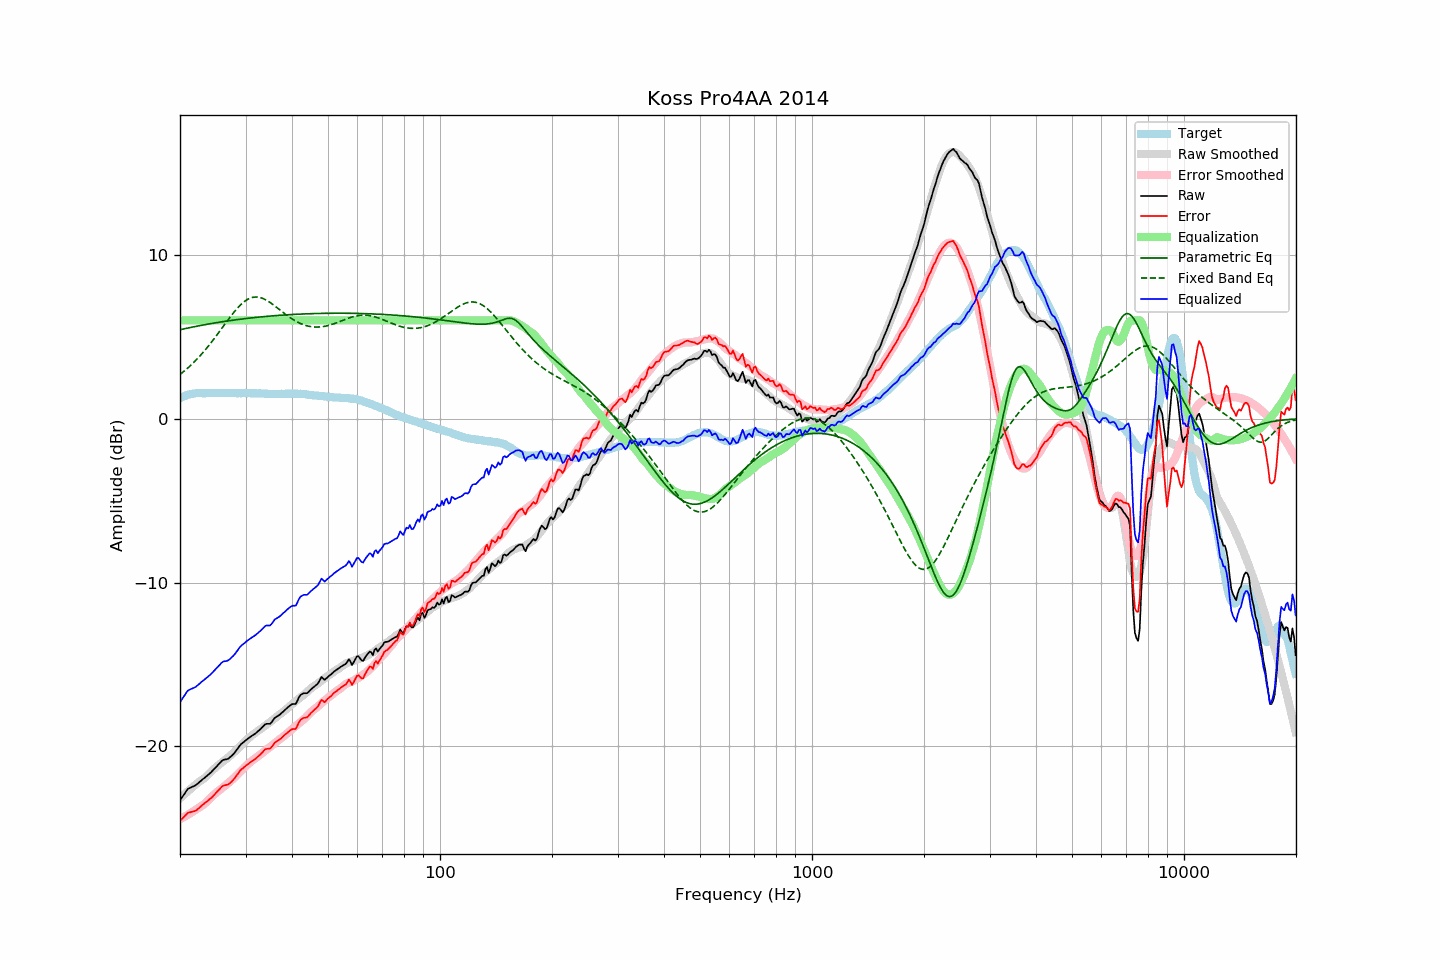 Koss Pro4AA 2014
Target
Raw Smoothed
Error Smoothed
Raw
Error
Equalization
Parametric Eq
Fixed Band Eq
Equalized
10
0
−10
−20
Amplitude (dBr)
100
1000
10000
Frequency (Hz)